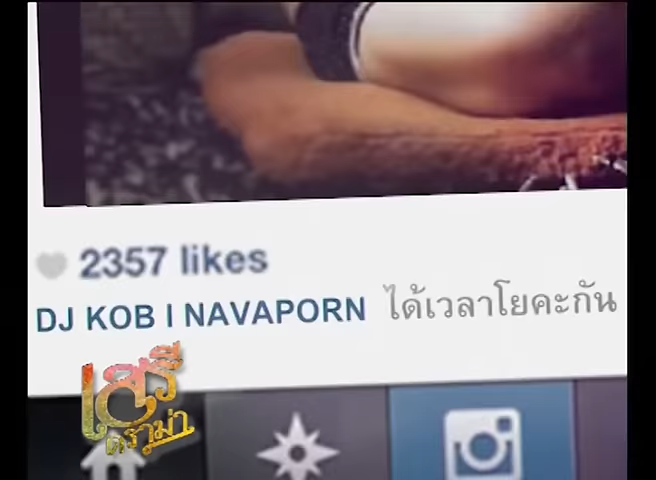 2357 likes
DJ KOB I NAVAPORN ได้เวลาโยคะกัน
เสรี
ดราม่า